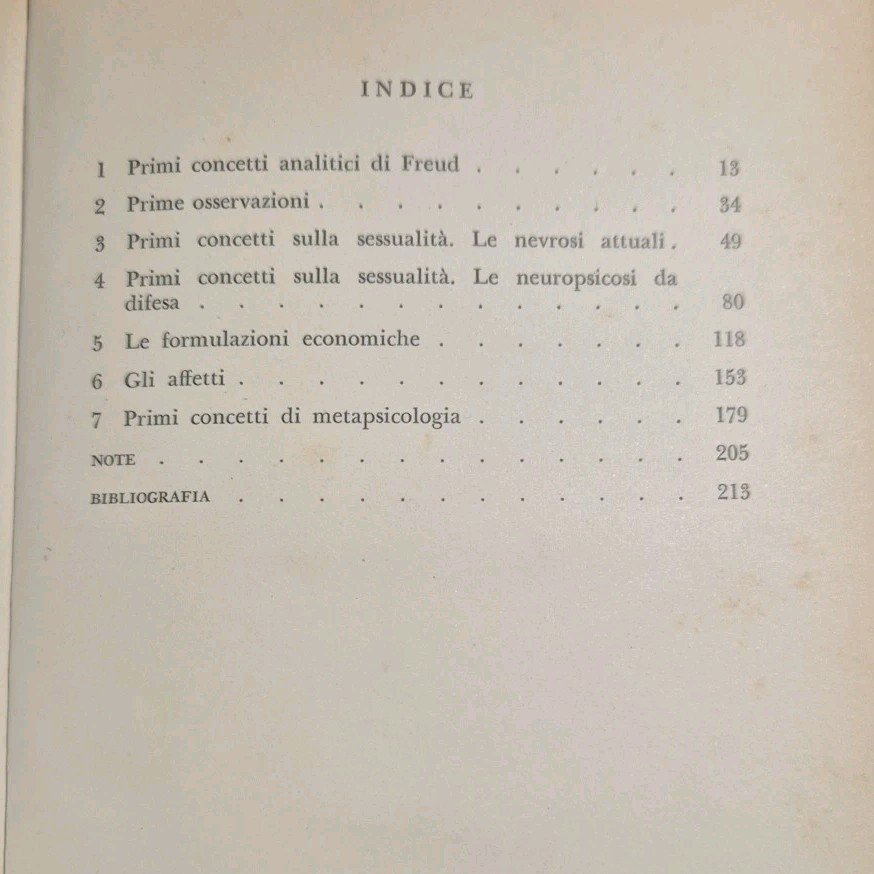 INDICE
1 Primi concetti analitici di Freud . . . . . . 13
2 Prime osservazioni . . . . . . . . . . 34
3 Primi concetti sulla sessualità. Le nevrosi attuali . 49
4 Primi concetti sulla sessualità. Le neuropsicosi da
difesa . . . . . . . . . . . . . 80
5 Le formulazioni economiche . . . . . . . 118
6 Gli affetti . . . . . . . . . . . . 153
7 Primi concetti di metapsicologia . . . . . . 179
NOTE . . . . . . . . . . . . . . 205
BIBLIOGRAFIA . . . . . . . . . . . . 213